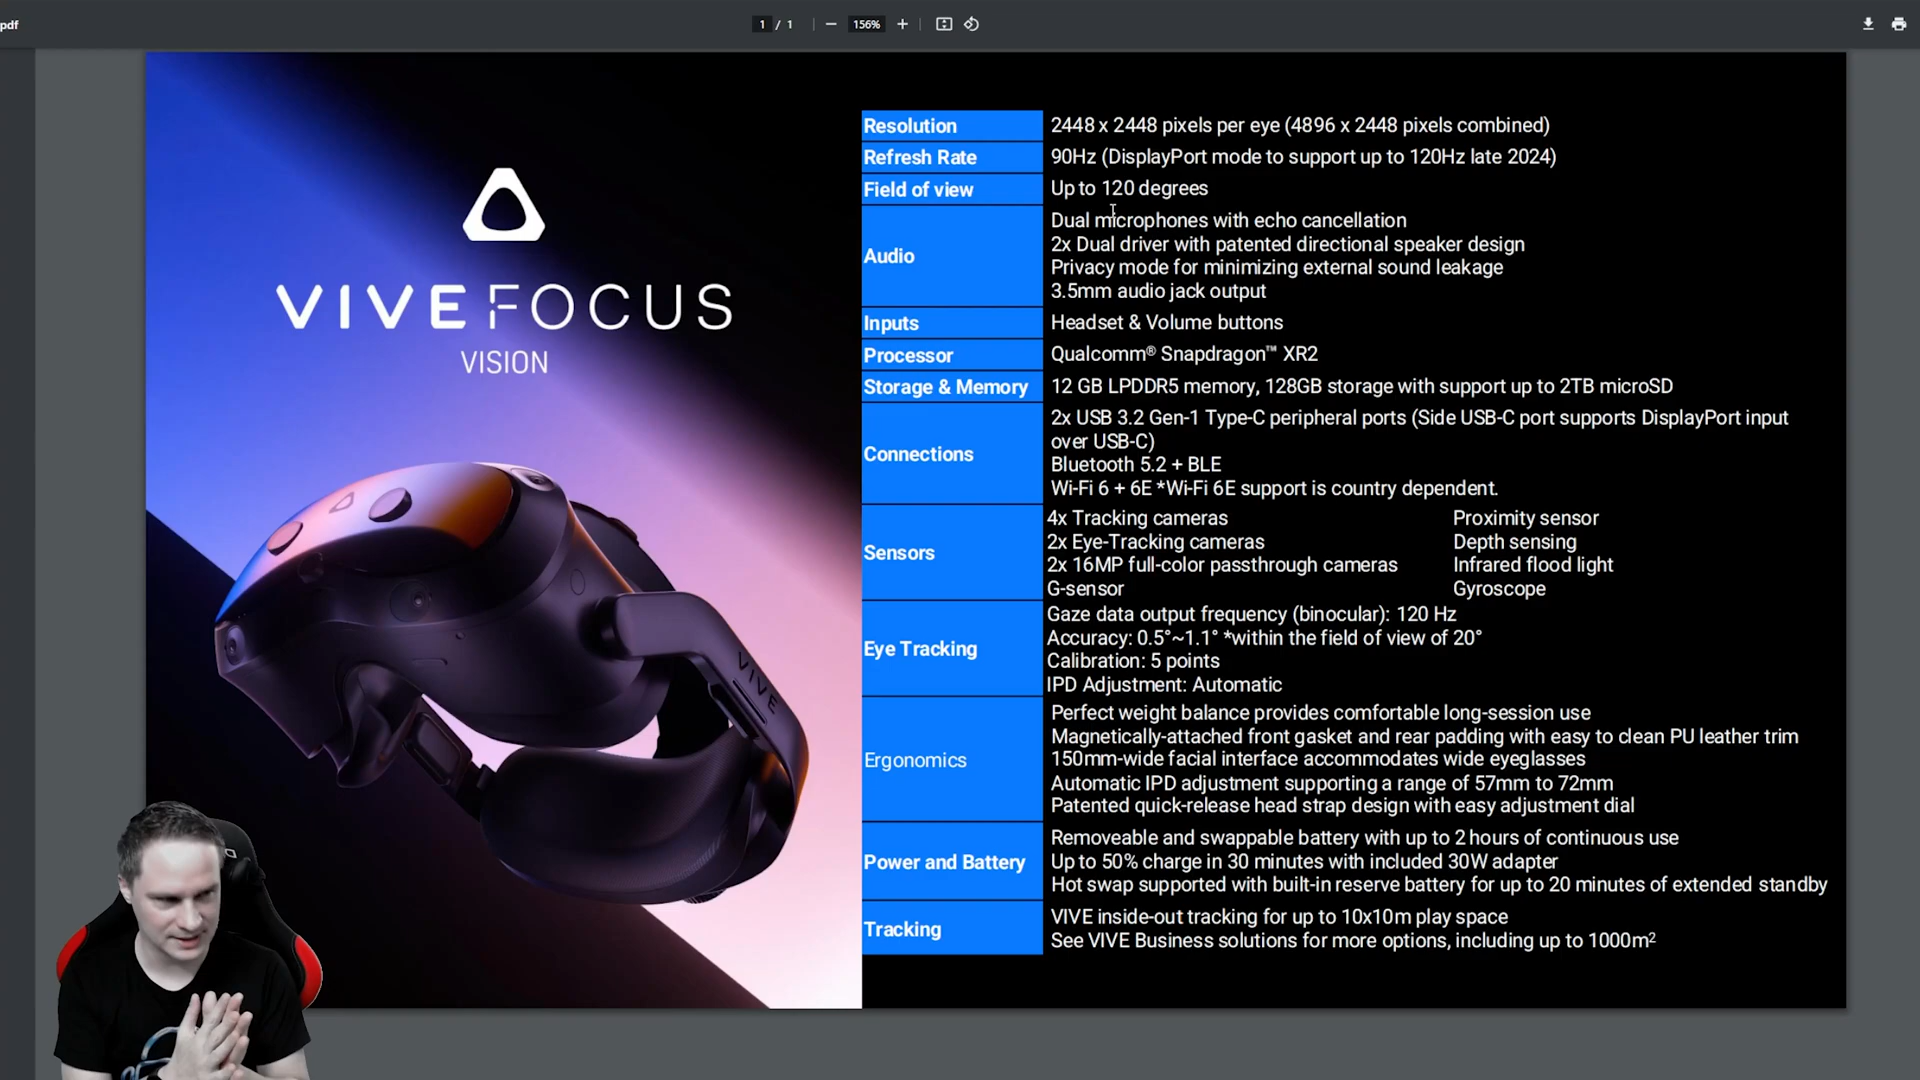 pdf
1 / 1
156%
VIVE FOCUS
VISION
VIVE
Resolution
2448 x 2448 pixels per eye (4896 x 2448 pixels combined)
Refresh Rate
90Hz (DisplayPort mode to support up to 120Hz late 2024)
Field of view
Up to 120 degrees
Audio
Dual microphones with echo cancellation
2x Dual driver with patented directional speaker design
Privacy mode for minimizing external sound leakage
3.5mm audio jack output
Inputs
Headset & Volume buttons
Processor
Qualcomm® Snapdragon™ XR2
Storage & Memory
12 GB LPDDR5 memory, 128GB storage with support up to 2TB microSD
Connections
2x USB 3.2 Gen-1 Type-C peripheral ports (Side USB-C port supports DisplayPort input
over USB-C)
Bluetooth 5.2 + BLE
Wi-Fi 6 + 6E *Wi-Fi 6E support is country dependent.
Sensors
4x Tracking cameras
2x Eye-Tracking cameras
2x 16MP full-color passthrough cameras
G-sensor
Proximity sensor
Depth sensing
Infrared flood light
Gyroscope
Eye Tracking
Gaze data output frequency (binocular): 120 Hz
Accuracy: 0.5°~1.1° *within the field of view of 20°
Calibration: 5 points
IPD Adjustment: Automatic
Ergonomics
Perfect weight balance provides comfortable long-session use
Magnetically-attached front gasket and rear padding with easy to clean PU leather trim
150mm-wide facial interface accommodates wide eyeglasses
Automatic IPD adjustment supporting a range of 57mm to 72mm
Patented quick-release head strap design with easy adjustment dial
Power and Battery
Removeable and swappable battery with up to 2 hours of continuous use
Up to 50% charge in 30 minutes with included 30W adapter
Hot swap supported with built-in reserve battery for up to 20 minutes of extended standby
Tracking
VIVE inside-out tracking for up to 10x10m play space
See VIVE Business solutions for more options, including up to 1000m²